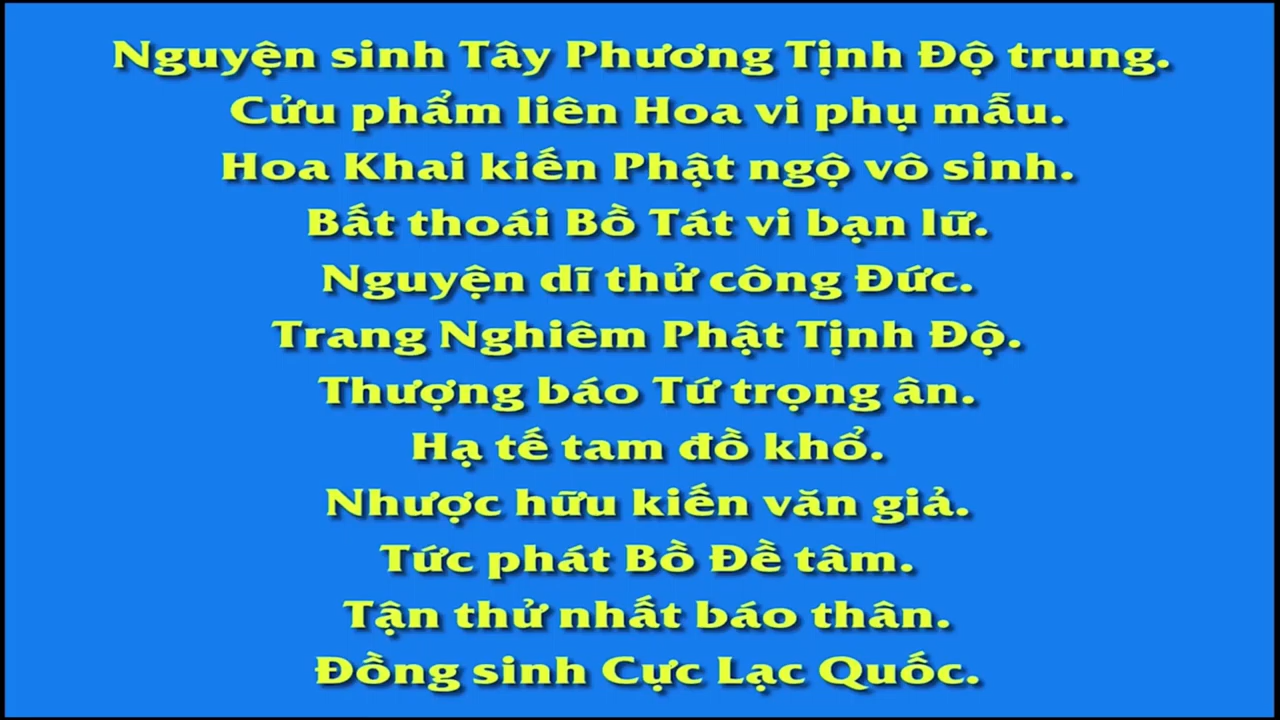 Nguyện sinh Tây Phương Tịnh Độ trung.
Cửu phẩm liên Hoa vi phụ mẫu.
Hoa Khai kiến Phật ngộ vô sinh.
Bất thoái Bồ Tát vi bạn lữ.
Nguyện dĩ thử công Đức.
Trang Nghiêm Phật Tịnh Độ.
Thượng báo Tứ trọng ân.
Hạ tế tam đồ khổ.
Nhược hữu kiến văn giả.
Tức phát Bồ Đề tâm.
Tận thử nhất báo thân.
Đồng sinh Cực Lạc Quốc.